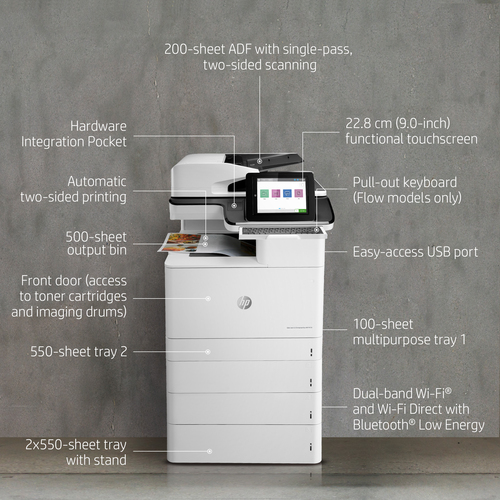 200-sheet ADF with single-pass,
two-sided scanning
Hardware
Integration Pocket
22.8 cm (9.0-inch)
functional touchscreen
Automatic
two-sided printing
Pull-out keyboard
(Flow models only)
500-sheet
output bin
Easy-access USB port
Front door (access
to toner cartridges
and imaging drums)
hp
100-sheet
multipurpose tray 1
550-sheet tray 2
Dual-band Wi-Fi®
and Wi-Fi Direct with
Bluetooth® Low Energy
2x550-sheet tray
with stand